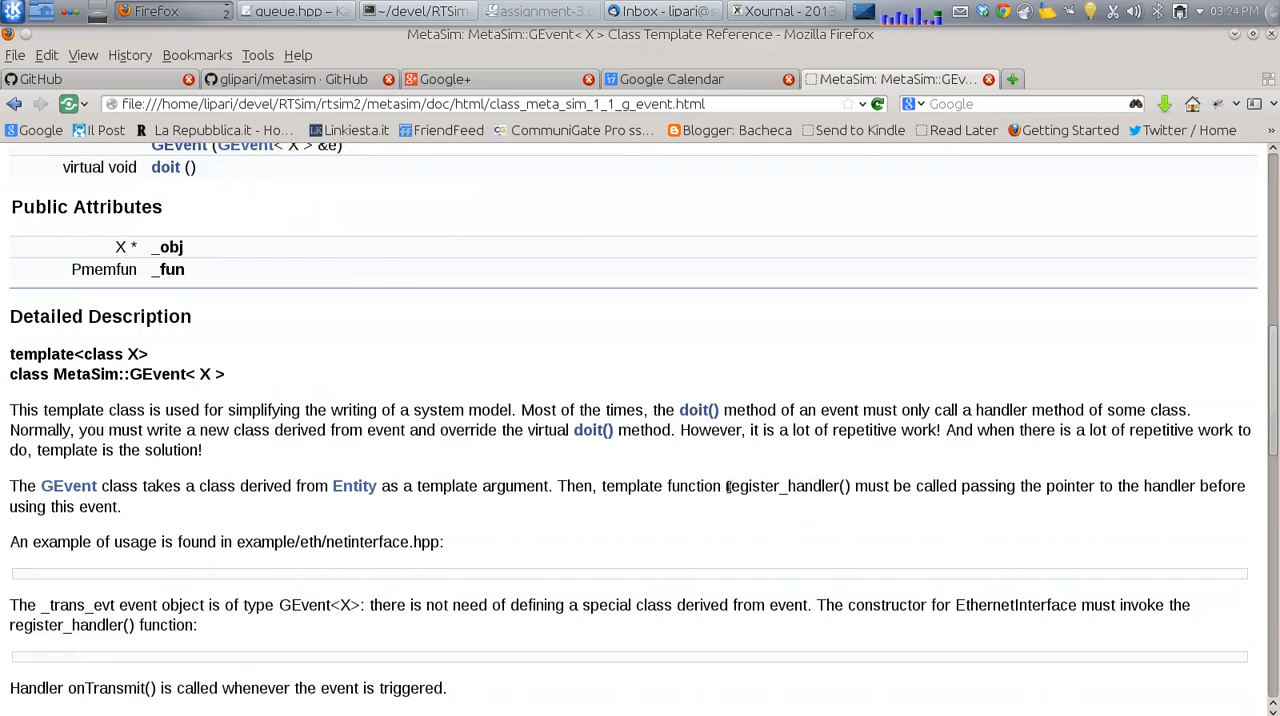 Firefox 2 queue.hpp – Ka ~/devel/RTSim assignment-3.p Inbox - lipari@ Xournal - 2013 03:24 PM
MetaSim: MetaSim::GEvent< X > Class Template Reference - Mozilla Firefox
File Edit View History Bookmarks Tools Help
GitHub glipari/metasim · GitHub Google+ Google Calendar MetaSim: MetaSim::GEv...
file:///home/lipari/devel/RTSim/rtsim2/metasim/doc/html/class_meta_sim_1_1_g_event.html Google
Google Il Post La Repubblica.it - Ho... Linkiesta.it FriendFeed CommuniGate Pro ss... Blogger: Bacheca Send to Kindle Read Later Getting Started Twitter / Home »
GEvent (GEvent< X > &e)
virtual void doit ()
Public Attributes
X * _obj
Pmemfun _fun
Detailed Description
template<class X>
class MetaSim::GEvent< X >
This template class is used for simplifying the writing of a system model. Most of the times, the doit() method of an event must only call a handler method of some class.
Normally, you must write a new class derived from event and override the virtual doit() method. However, it is a lot of repetitive work! And when there is a lot of repetitive work to
do, template is the solution!
The GEvent class takes a class derived from Entity as a template argument. Then, template function register_handler() must be called passing the pointer to the handler before
using this event.
An example of usage is found in example/eth/netinterface.hpp:
The _trans_evt event object is of type GEvent<X>: there is not need of defining a special class derived from event. The constructor for EthernetInterface must invoke the
register_handler() function:
Handler onTransmit() is called whenever the event is triggered.